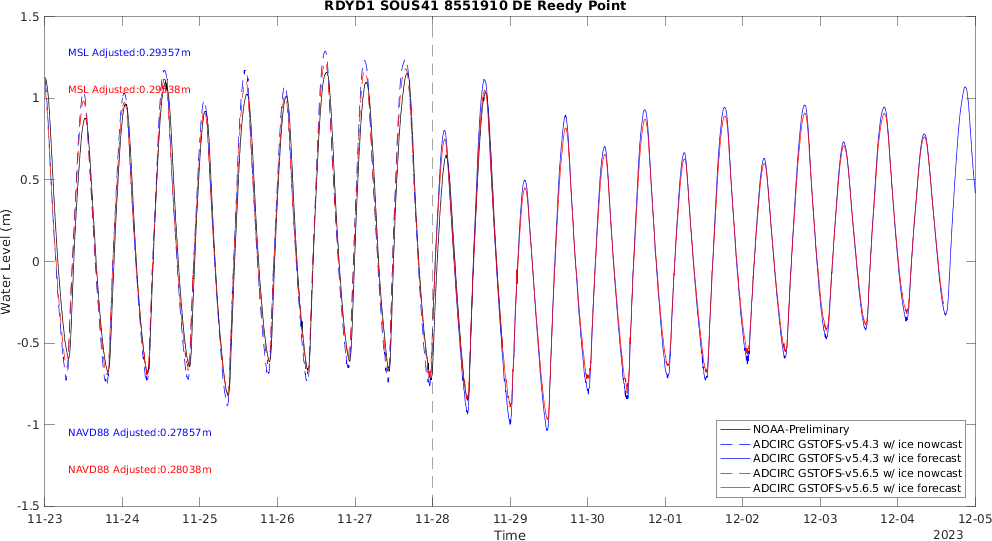 RDYD1 SOUS41 8551910 DE Reedy Point
1.5
1
0.5
0
-0.5
-1
-1.5
Water Level (m)
MSL Adjusted:0.29357m
MSL Adjusted:0.29938m
NAVD88 Adjusted:0.27857m
NAVD88 Adjusted:0.28038m
NOAA-Preliminary
ADCIRC GSTOFS-v5.4.3 w/ ice nowcast
ADCIRC GSTOFS-v5.4.3 w/ ice forecast
ADCIRC GSTOFS-v5.6.5 w/ ice nowcast
ADCIRC GSTOFS-v5.6.5 w/ ice forecast
11-23 11-24 11-25 11-26 11-27 11-28 11-29 11-30 12-01 12-02 12-03 12-04 12-05
Time
2023